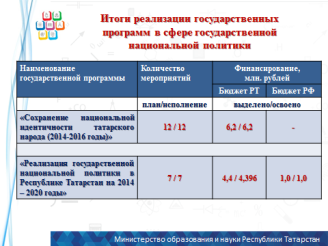 Итоги реализация государственных
программ в сфере государственной
национальной политики
Наименование
государственной программы
Количество
мероприятий
Финансирование,
млн. рублей
Бюджет РТ
Бюджет РФ
план/исполнение
выделено/освоено
«Сохранение национальной
идентичности татарского
народа (2014-2016 годы)»
12 / 12
6,2 / 6,2
-
«Реализация государственной
национальной политики в
Республике Татарстан на 2014
– 2020 годы»
7 / 7
4,4 / 4,396
1,0 / 1,0
Министерство образования и науки Республики Татарстан